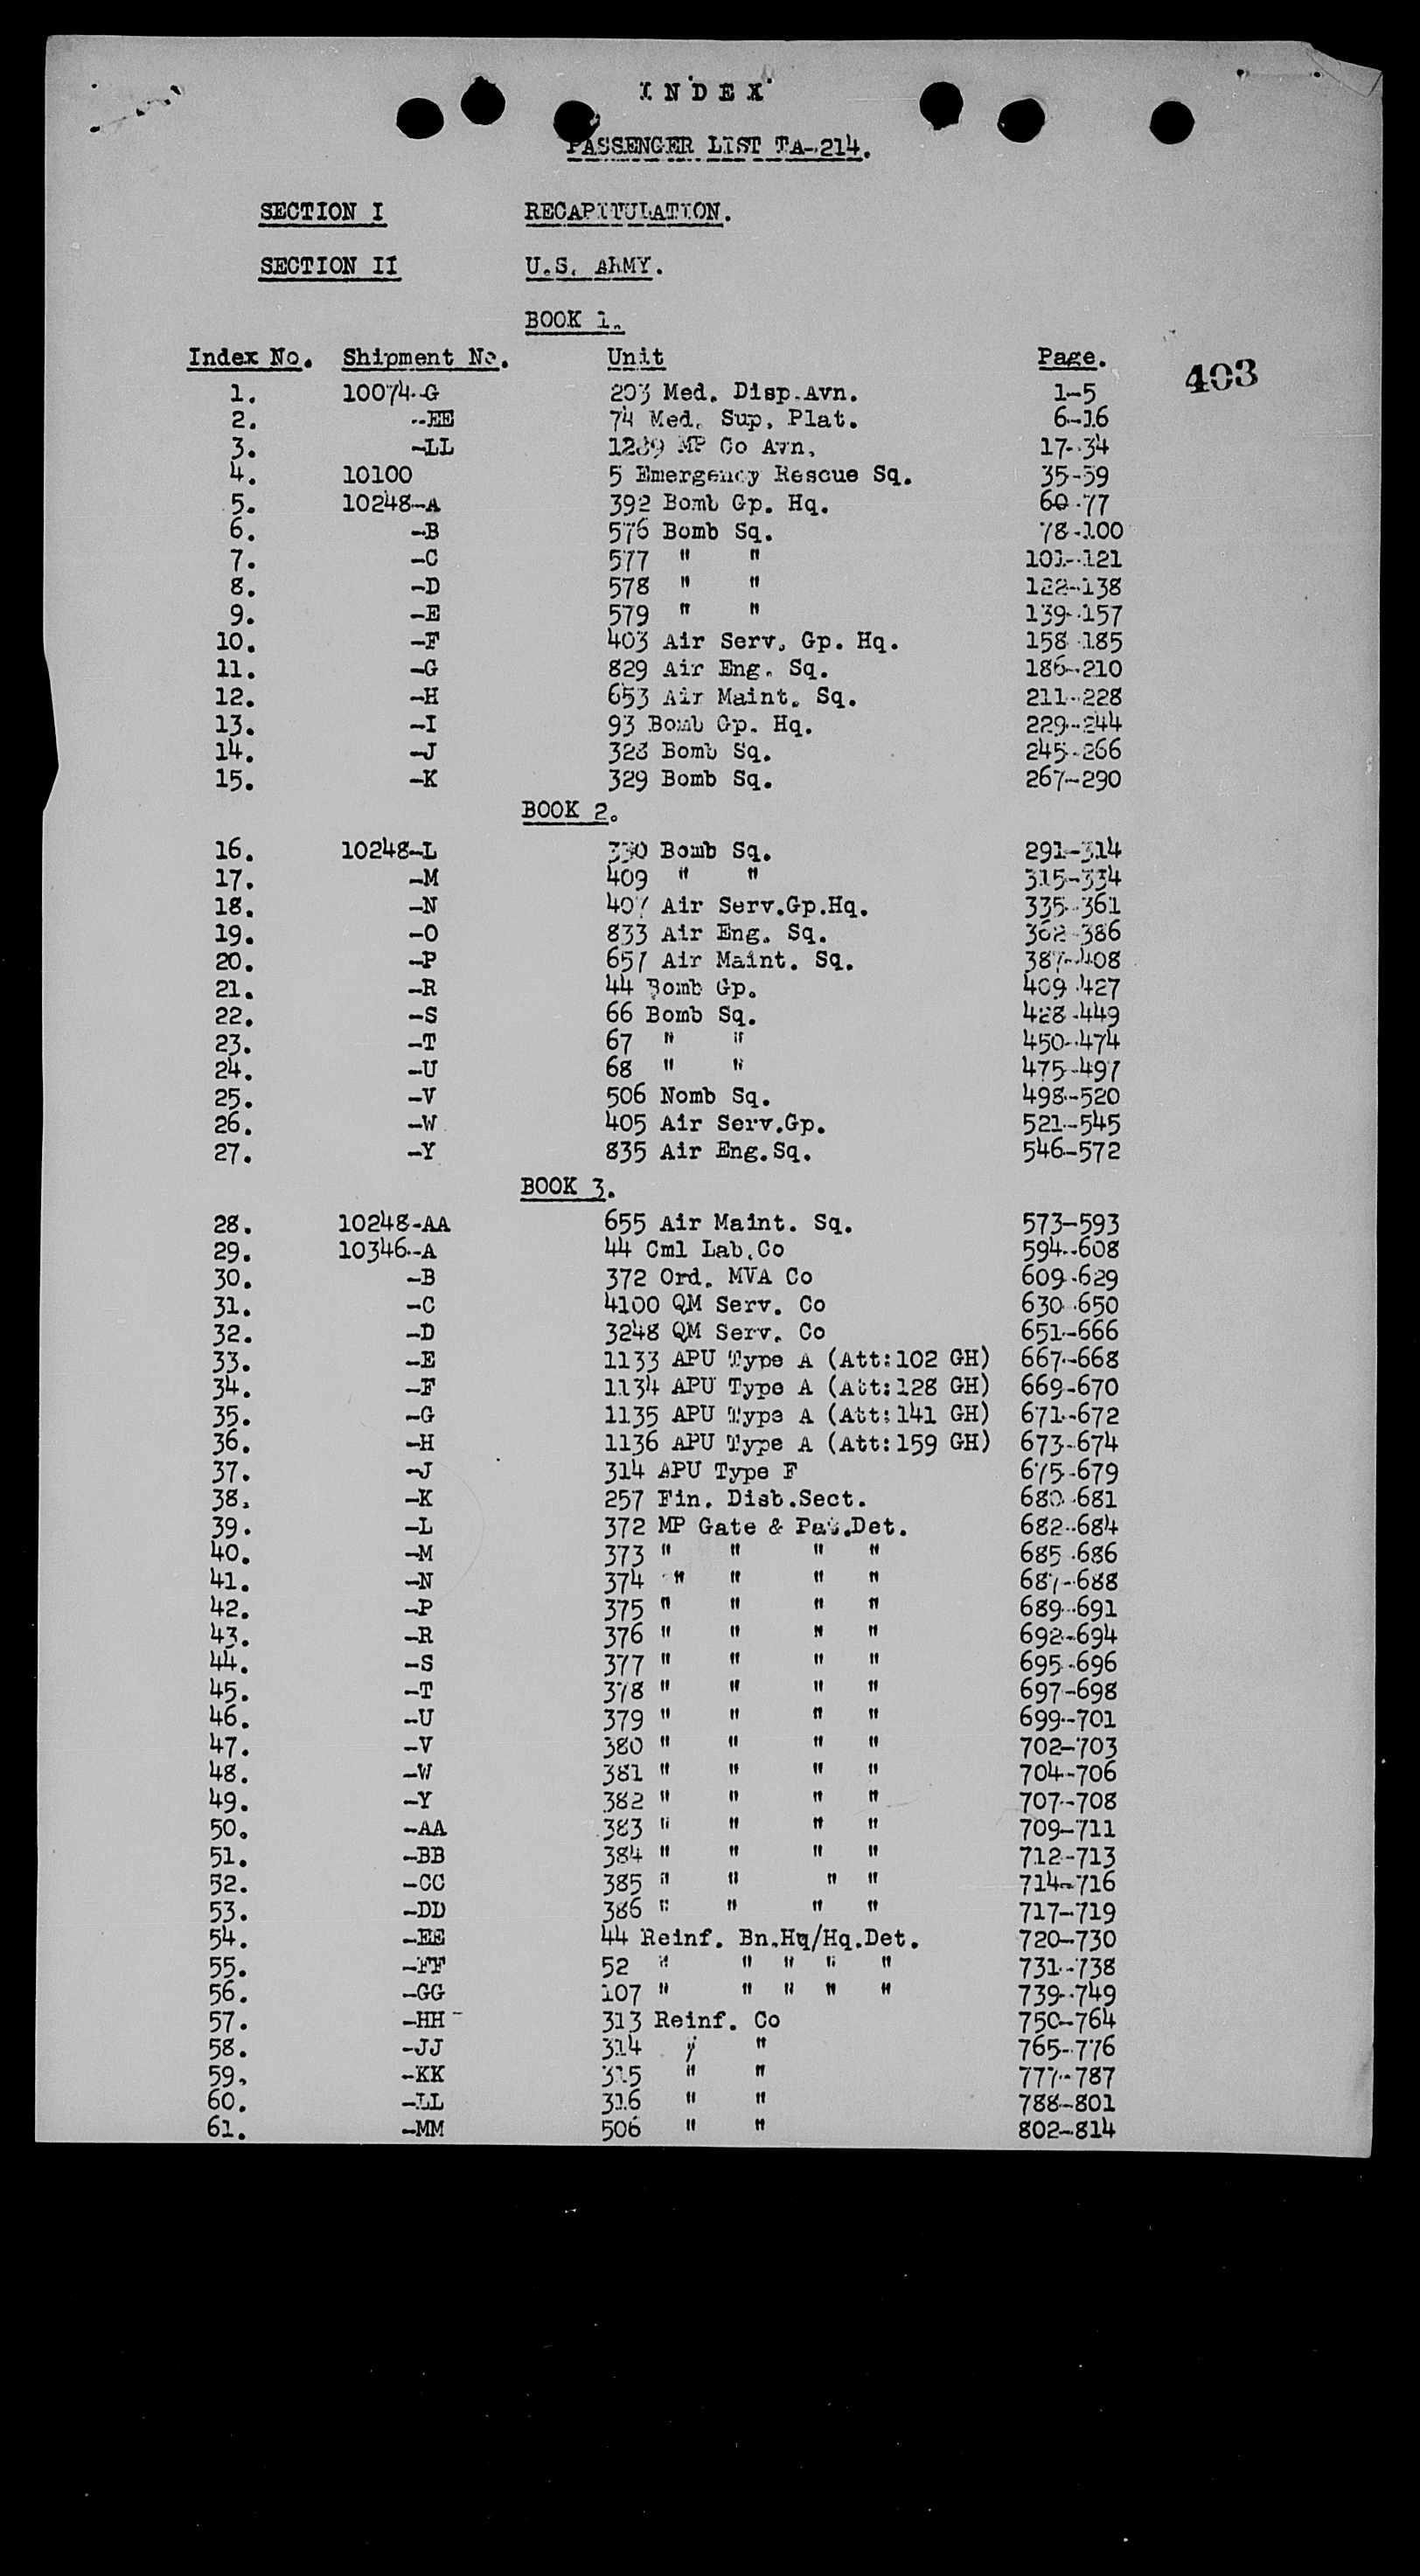 INDEX
PASSENGER LIST TA-214.
SECTION I RECAPITULATION.
SECTION II U.S. ARMY.
BOOK 1.
Index No. Shipment No. Unit Page.
403
1. 10074-G 203 Med. Disp.Avn. 1-5
2. -EE 74 Med. Sup. Plat. 6-16
3. -LL 1289 MP Co Avn. 17-34
4. 10100 5 Emergency Rescue Sq. 35-59
5. 10248-A 392 Bomb Gp. Hq. 60-77
6. -B 576 Bomb Sq. 78-100
7. -C 577 " " 101-121
8. -D 578 " " 122-138
9. -E 579 " " 139-157
10. -F 403 Air Serv. Gp. Hq. 158-185
11. -G 829 Air Eng. Sq. 186-210
12. -H 653 Air Maint. Sq. 211-228
13. -I 93 Bomb Gp. Hq. 229-244
14. -J 328 Bomb Sq. 245-266
15. -K 329 Bomb Sq. 267-290
BOOK 2.
16. 10248-L 330 Bomb Sq. 291-314
17. -M 409 " " 315-334
18. -N 407 Air Serv.Gp.Hq. 335-361
19. -O 833 Air Eng. Sq. 362-386
20. -P 657 Air Maint. Sq. 387-408
21. -R 44 Bomb Gp. 409-427
22. -S 66 Bomb Sq. 428-449
23. -T 67 " " 450-474
24. -U 68 " " 475-497
25. -V 506 Nomb Sq. 498-520
26. -W 405 Air Serv.Gp. 521-545
27. -Y 835 Air Eng.Sq. 546-572
BOOK 3.
28. 10248-AA 655 Air Maint. Sq. 573-593
29. 10346-A 44 Cml Lab.Co 594-608
30. -B 372 Ord. MVA Co 609-629
31. -C 4100 QM Serv. Co 630-650
32. -D 3248 QM Serv. Co 651-666
33. -E 1133 APU Type A (Att:102 GH) 667-668
34. -F 1134 APU Type A (Att:128 GH) 669-670
35. -G 1135 APU Type A (Att:141 GH) 671-672
36. -H 1136 APU Type A (Att:159 GH) 673-674
37. -J 314 APU Type F 675-679
38. -K 257 Fin. Disb.Sect. 680-681
39. -L 372 MP Gate & Pat.Det. 682-684
40. -M 373 " " " " 685-686
41. -N 374 " " " " 687-688
42. -P 375 " " " " 689-691
43. -R 376 " " " " 692-694
44. -S 377 " " " " 695-696
45. -T 378 " " " " 697-698
46. -U 379 " " " " 699-701
47. -V 380 " " " " 702-703
48. -W 381 " " " " 704-706
49. -Y 382 " " " " 707-708
50. -AA 383 " " " " 709-711
51. -BB 384 " " " " 712-713
52. -CC 385 " " " " 714-716
53. -DD 386 " " " " 717-719
54. -EE 44 Reinf. Bn.Hq/Hq.Det. 720-730
55. -FF 52 " " " " " 731-738
56. -GG 107 " " " " " 739-749
57. -HH 313 Reinf. Co 750-764
58. -JJ 314 " " 765-776
59. -KK 315 " " 777-787
60. -LL 316 " " 788-801
61. -MM 506 " " 802-814